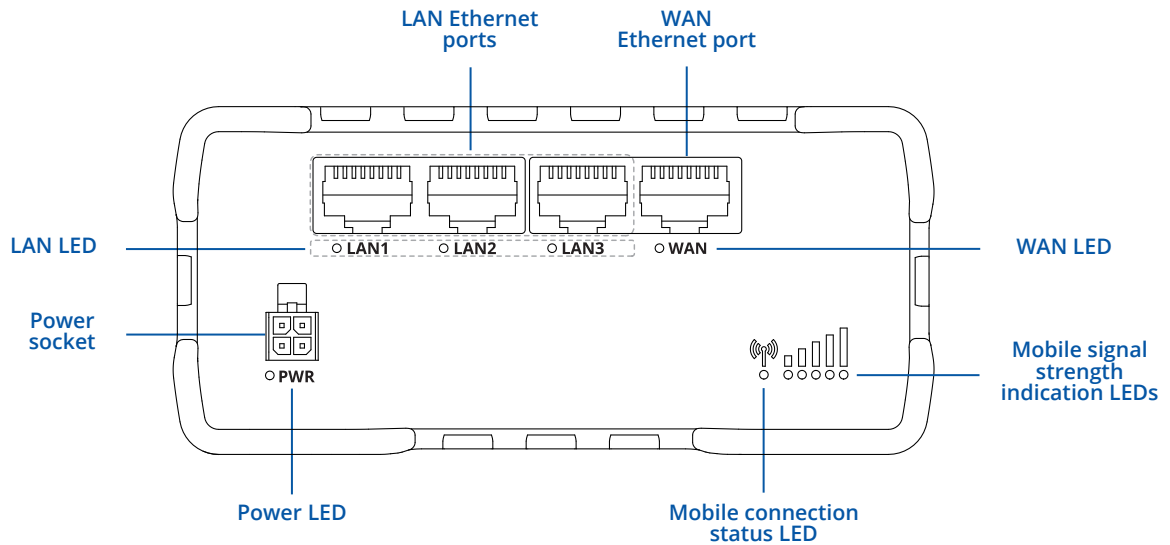 LAN Ethernet
ports
WAN
Ethernet port
LAN LED
LAN1
LAN2
LAN3
WAN
WAN LED
Power
socket
PWR
Mobile signal
strength
indication LEDs
Power LED
Mobile connection
status LED